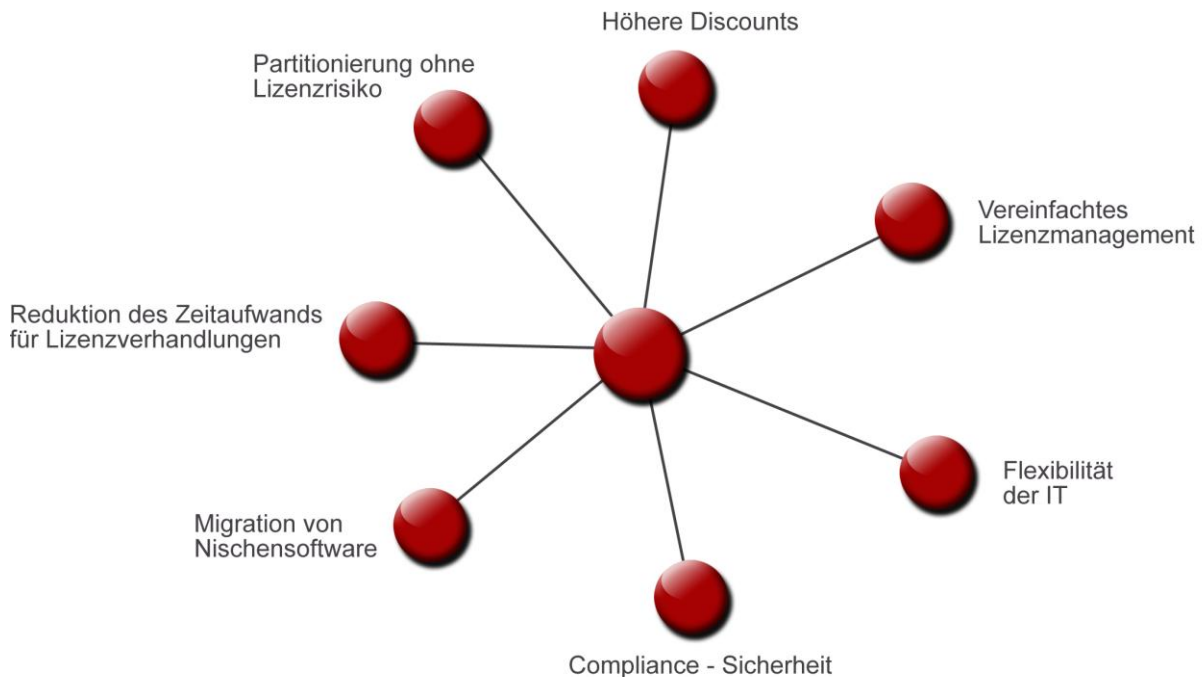 Höhere Discounts
Partitionierung ohne
Lizenzrisiko
Vereinfachtes
Lizenzmanagement
Reduktion des Zeitaufwands
für Lizenzverhandlungen
Flexibilität
der IT
Migration von
Nischensoftware
Compliance - Sicherheit